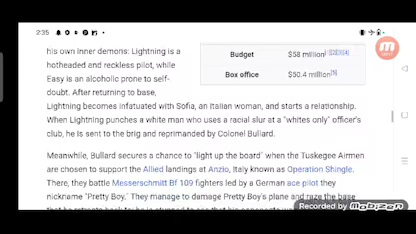 2:35
his own inner demons: Lightning is a
hotheaded and reckless pilot, while
Easy is an alcoholic prone to self-
doubt. After returning to base,
Budget $58 million[1][2][3][4]
Box office $50.4 million[5]
Lightning becomes infatuated with Sofia, an Italian woman, and starts a relationship.
When Lightning punches a white man who uses a racial slur at a "whites only" officer's
club, he is sent to the brig and reprimanded by Colonel Bullard.
Meanwhile, Bullard secures a chance to "light up the board" when the Tuskegee Airmen
are chosen to support the Allied landings at Anzio, Italy known as Operation Shingle.
There, they battle Messerschmitt Bf 109 fighters led by a German ace pilot they
nickname "Pretty Boy." They manage to damage Pretty Boy's plane and raze the base
Recorded by Mobizen